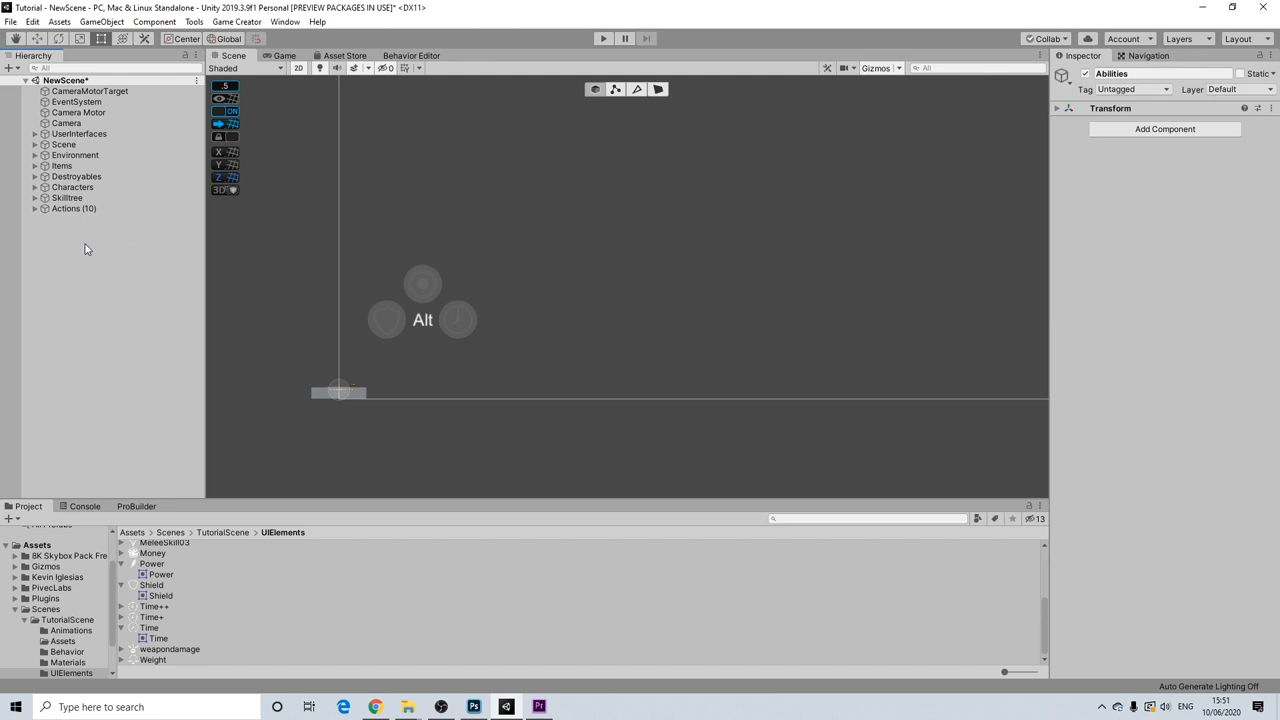 Tutorial - NewScene - PC, Mac & Linux Standalone - Unity 2019.3.9f1 Personal [PREVIEW PACKAGES IN USE]* <DX11>
File Edit Assets GameObject Component Tools Game Creator Window Help
Center Global Collab Account Layers Layout
Hierarchy Scene Game Asset Store Behavior Editor Inspector Navigation
All Shaded 2D 0 Gizmos All Abilities Static
NewScene*
CameraMotorTarget
EventSystem
Camera Motor
Camera
UserInterfaces
Scene
Environment
Items
Destroyables
Characters
Skilltree
Actions (10)
.5
ON
X
Y
Z
3D
Tag Untagged Layer Default
Transform
Add Component
Alt
Project Console ProBuilder
13
Assets > Scenes > TutorialScene > UIElements
Assets
8K Skybox Pack Fre
Gizmos
Kevin Iglesias
PivecLabs
Plugins
Scenes
TutorialScene
Animations
Assets
Behavior
Materials
UIElements
MeleeSkill03
Money
Power
Power
Shield
Shield
Time++
Time+
Time
Time
weapondamage
Weight
Auto Generate Lighting Off
Type here to search
ENG
15:51
10/06/2020